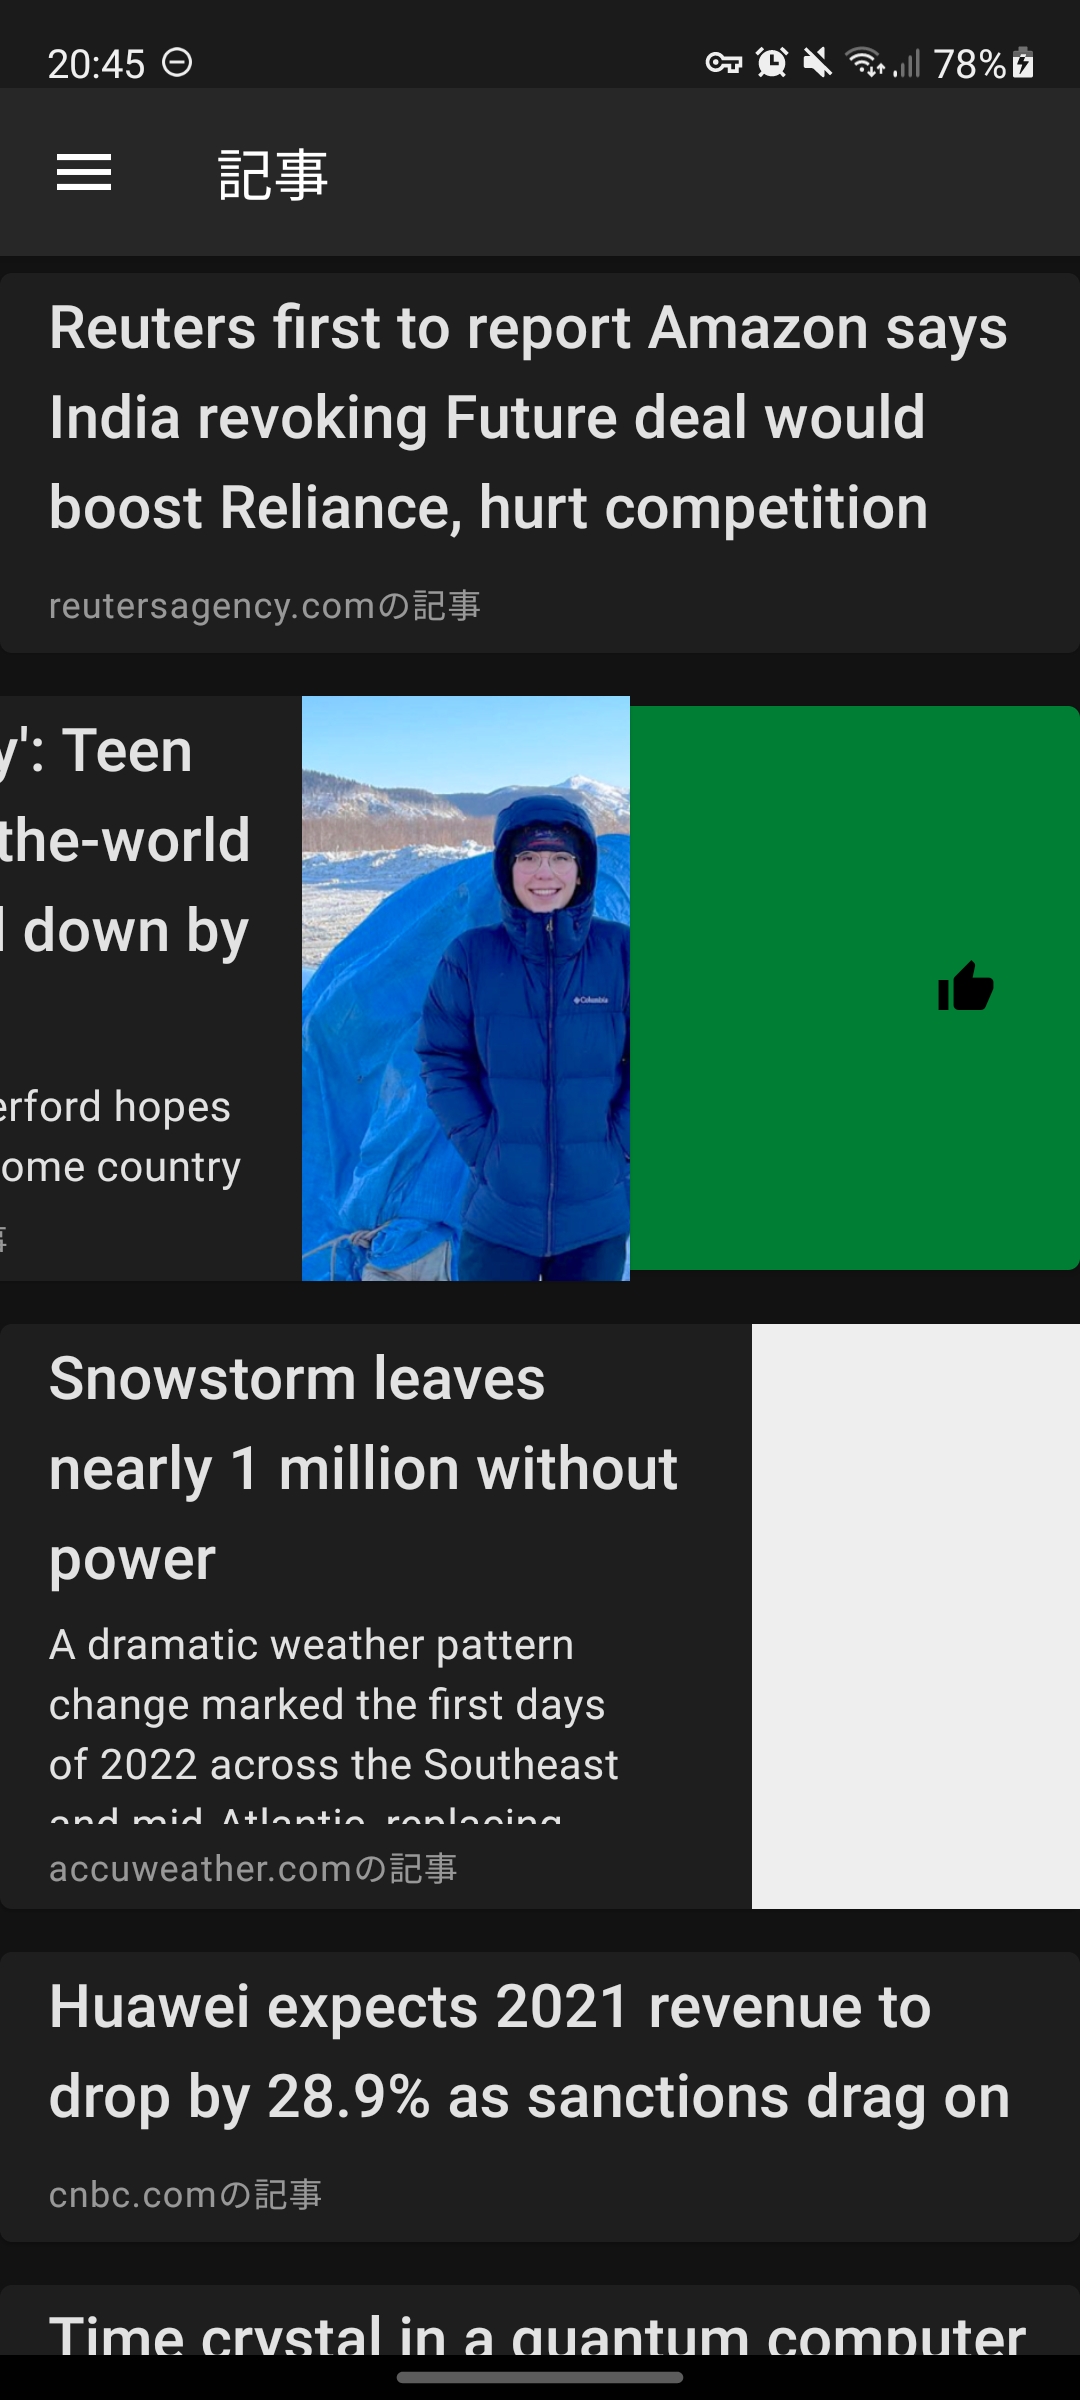 20:45
78%
記事
Reuters first to report Amazon says
India revoking Future deal would
boost Reliance, hurt competition
reutersagency.comの記事
y': Teen
the-world
down by
erford hopes
ome country
事
Columbia
Snowstorm leaves
nearly 1 million without
power
A dramatic weather pattern
change marked the first days
of 2022 across the Southeast
and mid-Atlantic, replacing
accuweather.comの記事
Huawei expects 2021 revenue to
drop by 28.9% as sanctions drag on
cnbc.comの記事
Time crystal in a quantum computer